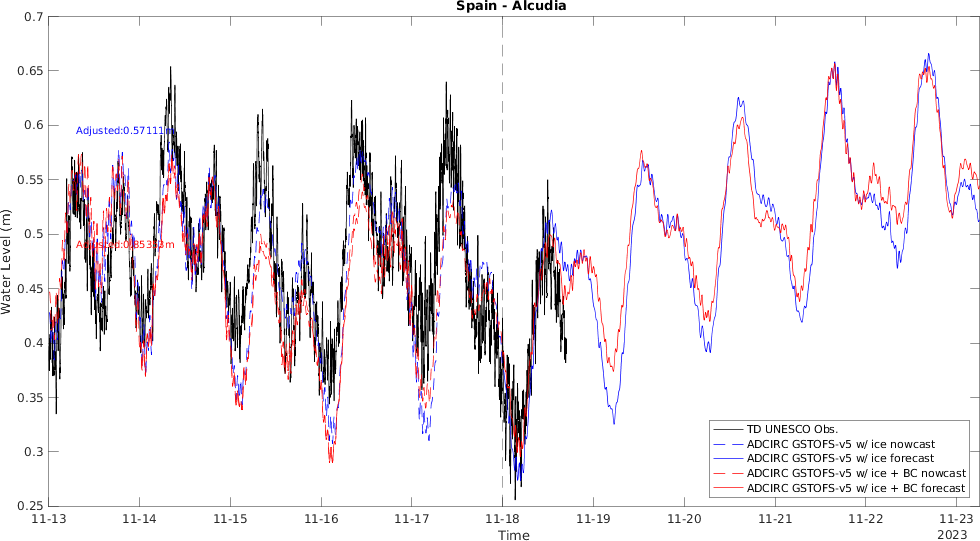 Spain - Alcudia
0.7
0.65
0.6
0.55
0.5
0.45
0.4
0.35
0.3
0.25
Water Level (m)
Adjusted:0.57111m
11-13
11-14
11-15
11-16
11-17
11-18
11-19
11-20
11-21
11-22
11-23
Time
2023
TD UNESCO Obs.
ADCIRC GSTOFS-v5 w/ ice nowcast
ADCIRC GSTOFS-v5 w/ ice forecast
ADCIRC GSTOFS-v5 w/ ice + BC nowcast
ADCIRC GSTOFS-v5 w/ ice + BC forecast